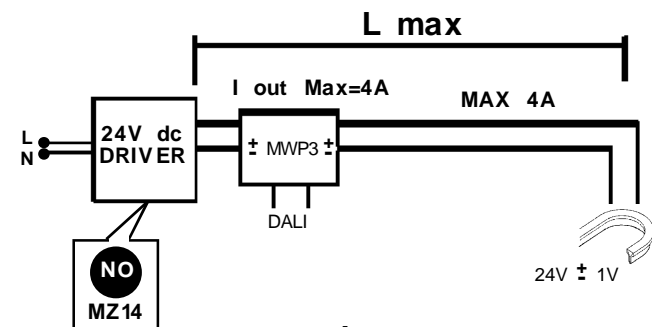 L max
I out Max=4A
MAX 4A
L
N
24V dc
DRIVER
± MWP3 ±
DALI
NO
MZ14
24V ± 1V